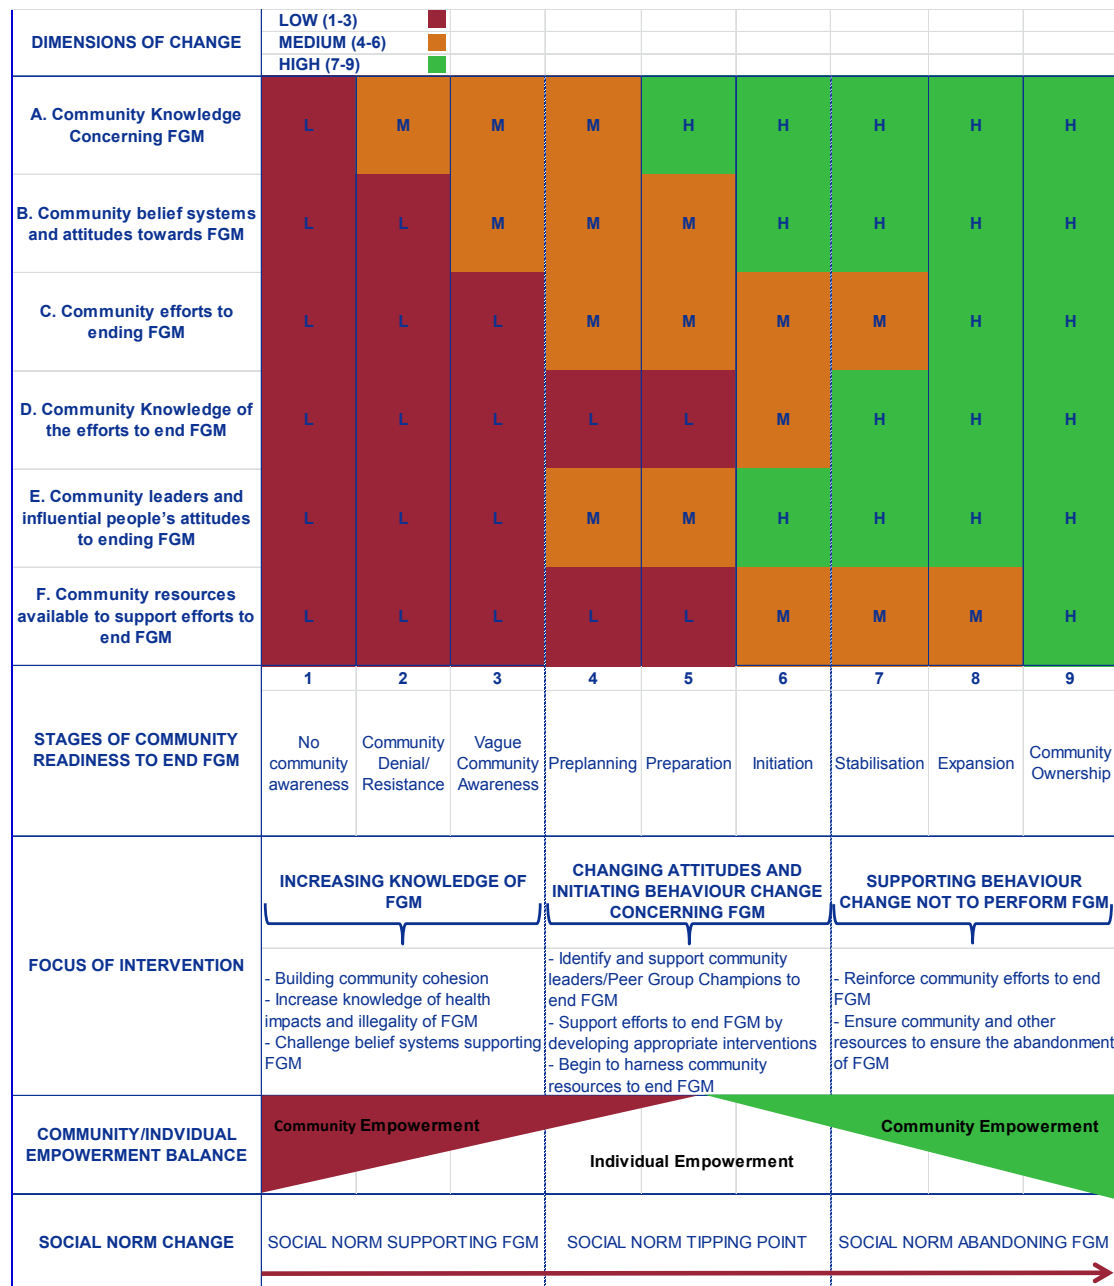 DIMENSIONS OF CHANGE
LOW (1-3)
MEDIUM (4-6)
HIGH (7-9)
A. Community Knowledge
Concerning FGM
L M M M H H H H H
B. Community belief systems
and attitudes towards FGM
L L M M M H H H H
C. Community efforts to
ending FGM
L L L M M M M H H
D. Community Knowledge of
the efforts to end FGM
L L L L L M H H H
E. Community leaders and
influential people's attitudes
to ending FGM
L L L M M H H H H
F. Community resources
available to support efforts to
end FGM
L L L L L M M M H
1 2 3 4 5 6 7 8 9
STAGES OF COMMUNITY
READINESS TO END FGM
No
community
awareness
Community
Denial/
Resistance
Vague
Community
Awareness
Preplanning
Preparation
Initiation
Stabilisation
Expansion
Community
Ownership
FOCUS OF INTERVENTION
INCREASING KNOWLEDGE OF
FGM
- Building community cohesion
- Increase knowledge of health
impacts and illegality of FGM
- Challenge belief systems supporting
FGM
CHANGING ATTITUDES AND
INITIATING BEHAVIOUR CHANGE
CONCERNING FGM
- Identify and support community
leaders/Peer Group Champions to
end FGM
- Support efforts to end FGM by
developing appropriate interventions
- Begin to harness community
resources to end FGM
SUPPORTING BEHAVIOUR
CHANGE NOT TO PERFORM FGM
- Reinforce community efforts to end
FGM
- Ensure community and other
resources to ensure the abandonment
of FGM
COMMUNITY/INDVIDUAL
EMPOWERMENT BALANCE
Community Empowerment
Individual Empowerment
Community Empowerment
SOCIAL NORM CHANGE
SOCIAL NORM SUPPORTING FGM
SOCIAL NORM TIPPING POINT
SOCIAL NORM ABANDONING FGM